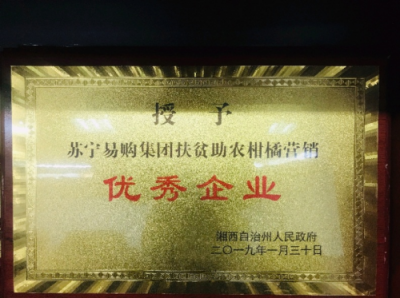 授 予
苏宁易购集团扶贫助农柑橘营销
优秀企业
湘西自治州人民政府
二〇一九年一月三十日